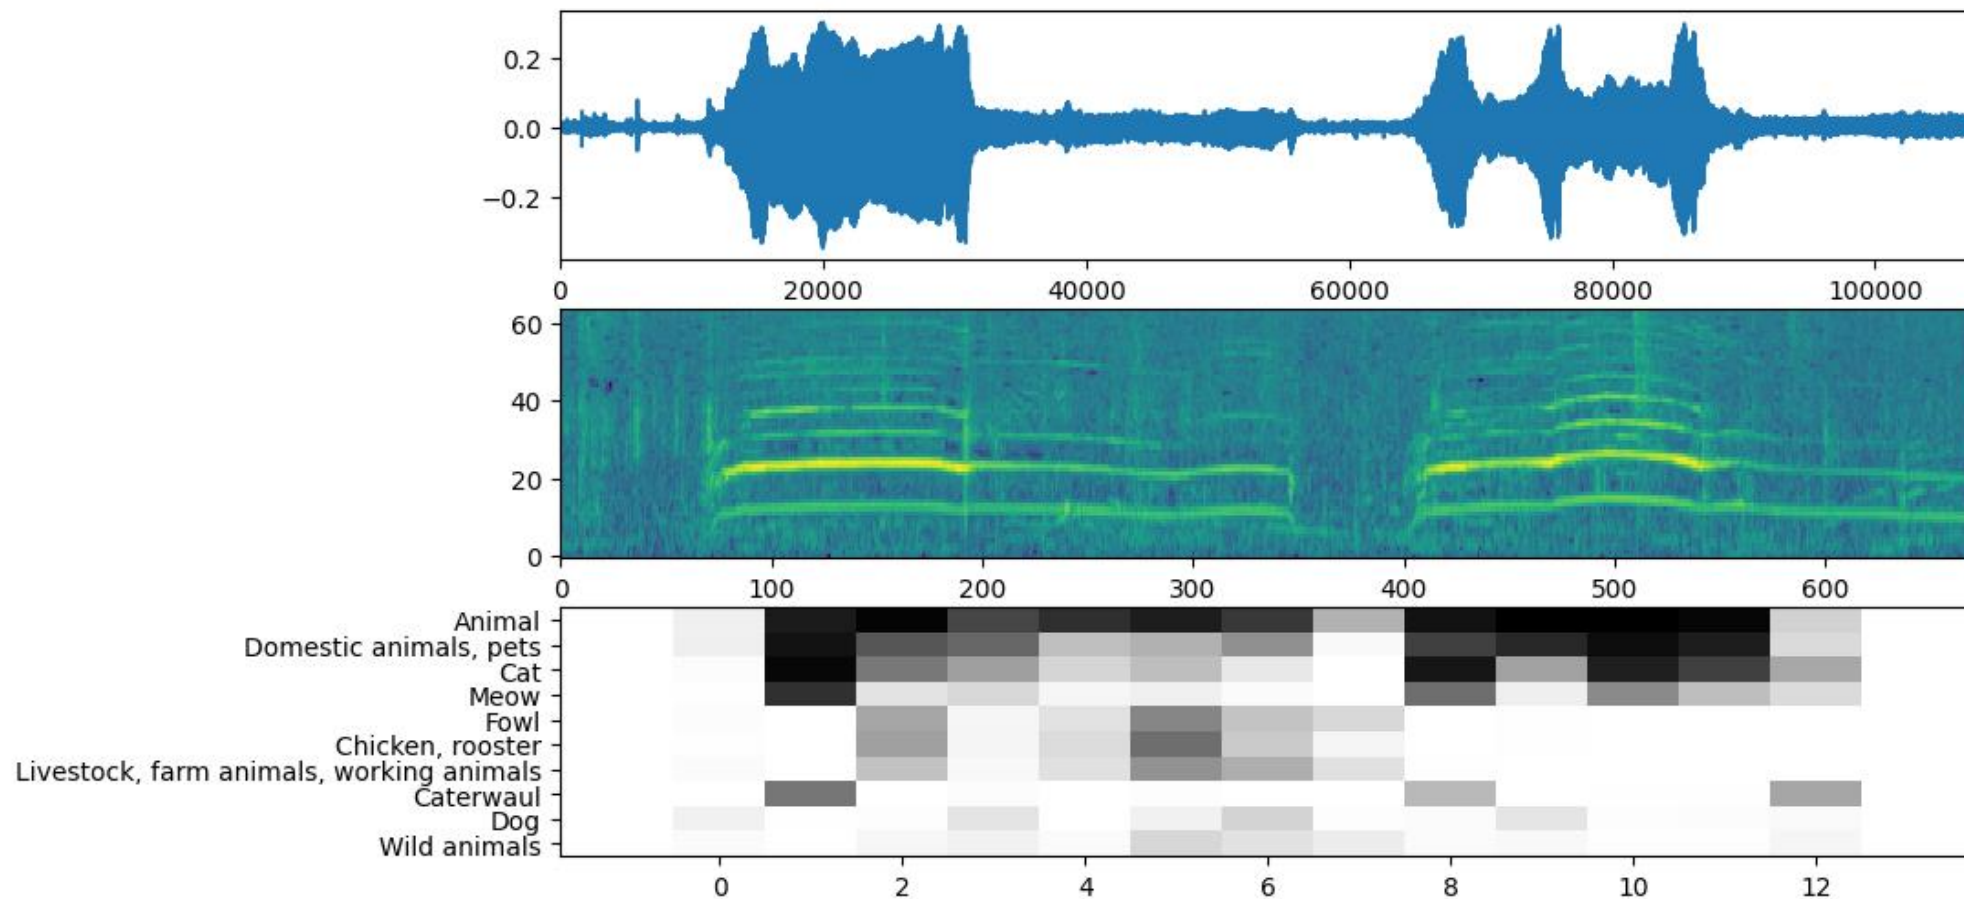 0.2
0.0
−0.2
0 20000 40000 60000 80000 100000
60
40
20
0
0 100 200 300 400 500 600
Animal
Domestic animals, pets
Cat
Meow
Fowl
Chicken, rooster
Livestock, farm animals, working animals
Caterwaul
Dog
Wild animals
0 2 4 6 8 10 12